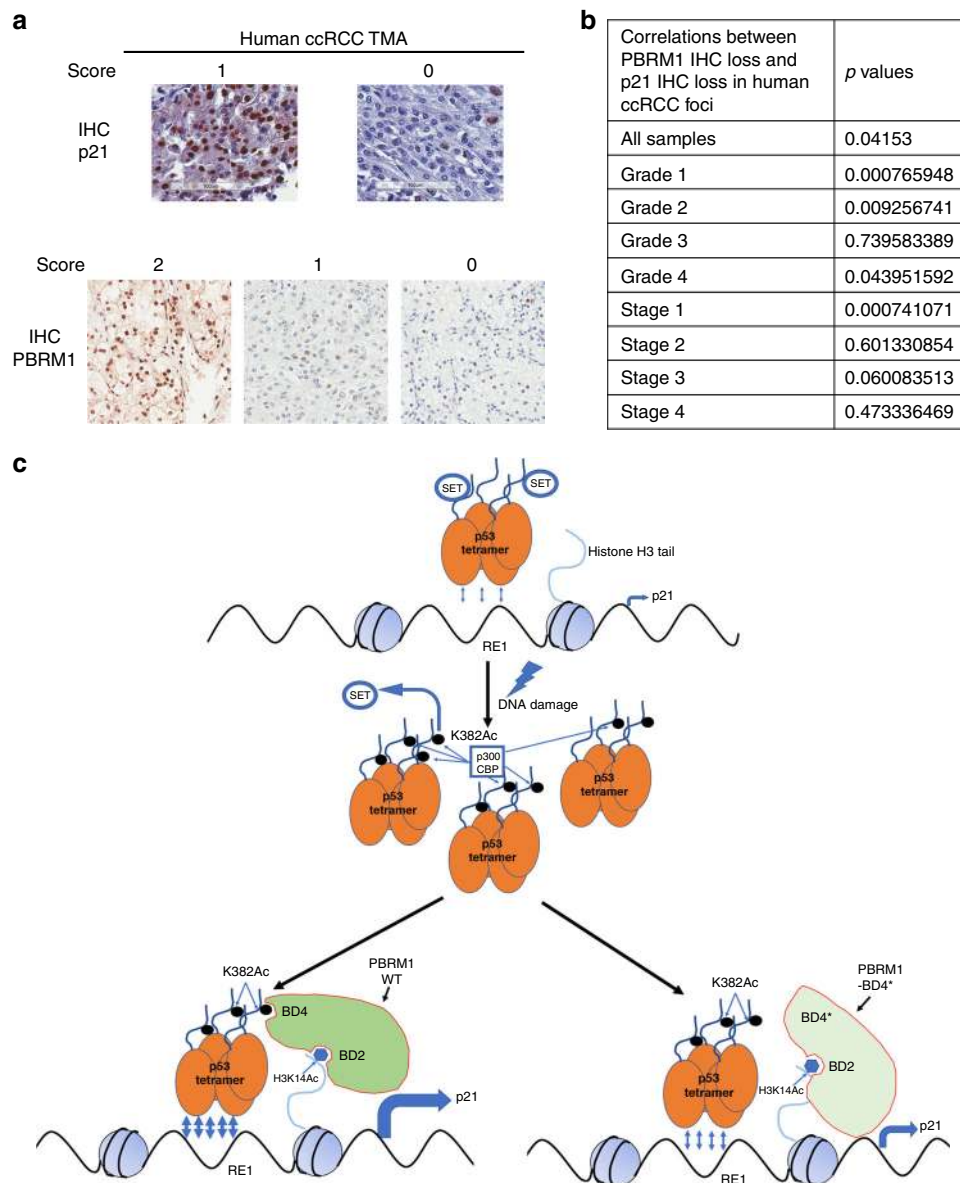 a
Human ccRCC TMA
Score 1 0
IHC
p21
Score 2 1 0
IHC
PBRM1
b
Correlations between
PBRM1 IHC loss and
p21 IHC loss in human
ccRCC foci
p values
All samples 0.04153
Grade 1 0.000765948
Grade 2 0.009256741
Grade 3 0.739583389
Grade 4 0.043951592
Stage 1 0.000741071
Stage 2 0.601330854
Stage 3 0.060083513
Stage 4 0.473336469
c
SET
SET
p53
tetramer
Histone H3 tail
p21
RE1
SET
DNA damage
K382Ac
p300
CBP
p53
tetramer
p53
tetramer
p53
tetramer
K382Ac
PBRM1
WT
BD4
BD2
p53
tetramer
H3K14Ac
p21
RE1
K382Ac
PBRM1
-BD4*
BD4*
BD2
p53
tetramer
H3K14Ac
p21
RE1